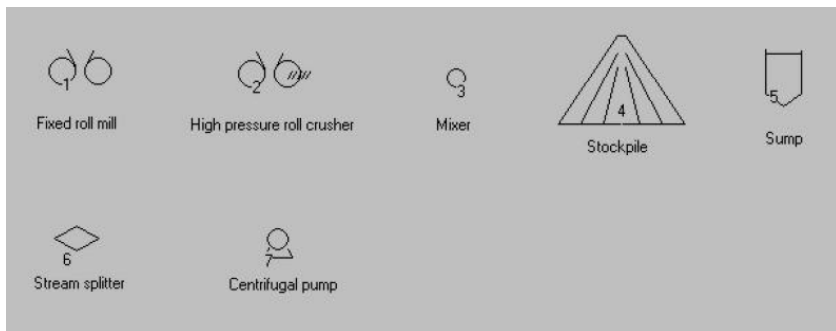 1
2
3
4
5
Fixed roll mill
High pressure roll crusher
Mixer
Stockpile
Sump
6
7
Stream splitter
Centrifugal pump